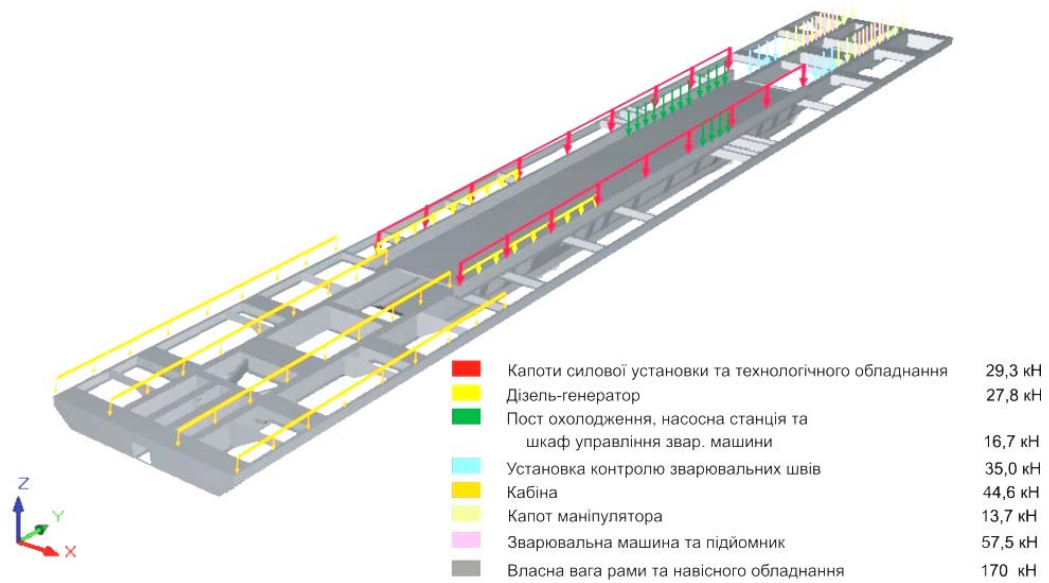 Капоти силової установки та технологічного обладнання 29,3 кН
Дізель-генератор 27,8 кН
Пост охолодження, насосна станція та
шкаф управління звар. машини 16,7 кН
Установка контролю зварювальних швів 35,0 кН
Кабіна 44,6 кН
Капот маніпулятора 13,7 кН
Зварювальна машина та підйомник 57,5 кН
Власна вага рами та навісного обладнання 170 кН
Z
Y
X